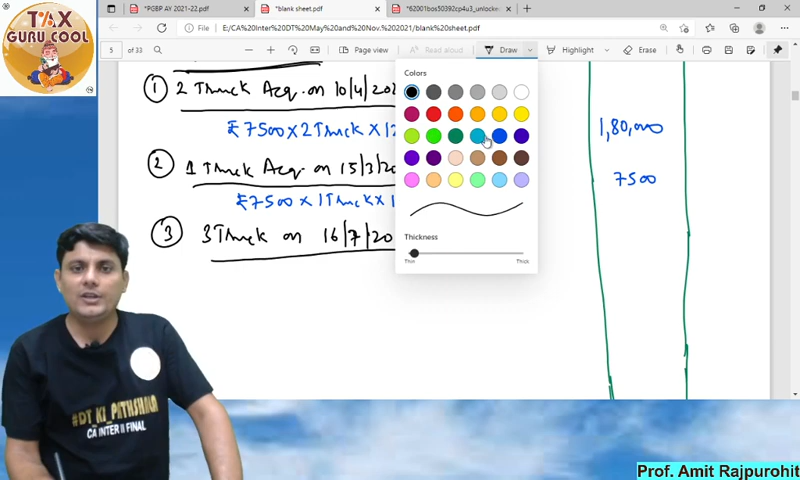 TAX
GURU COOL
*PGBP AY 2021-22.pdf
*blank sheet.pdf
*62001bos50392cp4u3_unlocked
E:/CA%20Inter%20DT%20May%20and%20Nov.%202021/blank%20sheet.pdf
5 of 33
Page view
Read aloud
Draw
Highlight
Erase
Colors
Thickness
Thin
Thick
① 2 Truck Acq. on 10/4/20
₹7500 x 2 Truck x 12
1,80,000
② 1 Truck Acq. on 15/3/20
₹7500 x 1 Truck x 1
7500
③ 3 Truck on 16/7/20
#DT_KI_PATHSHALA
CA INTER II FINAL
Prof. Amit Rajpurohit